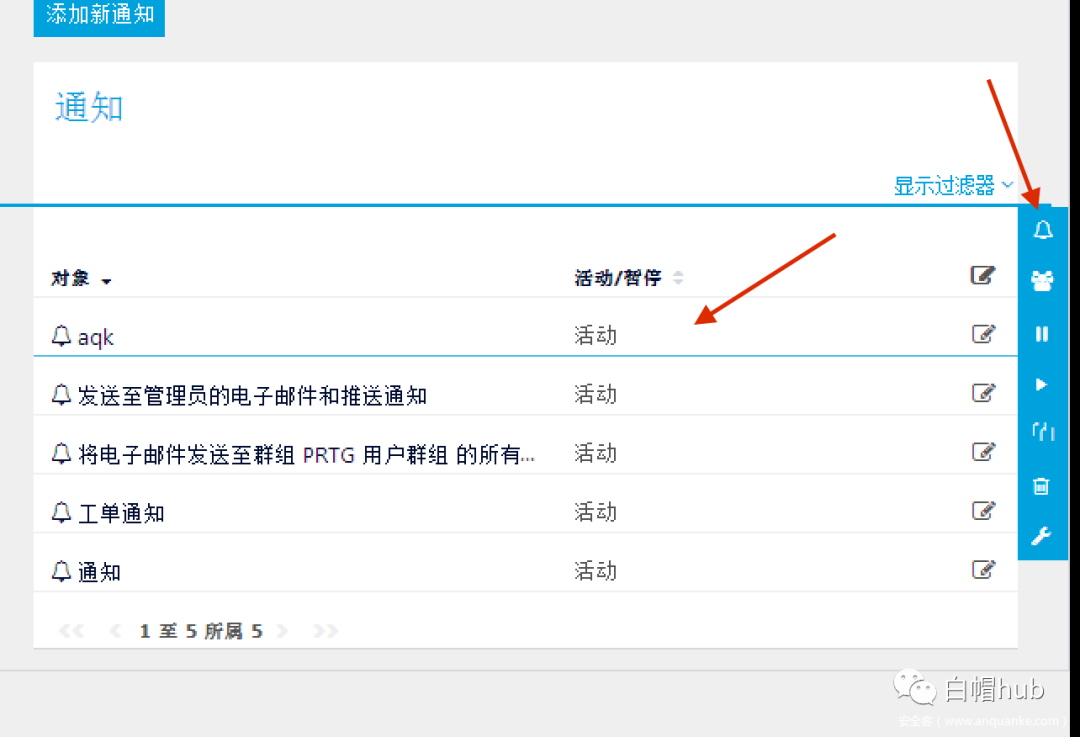 添加新通知
通知
显示过滤器
对象 活动/暂停
aqk 活动
发送至管理员的电子邮件和推送通知 活动
将电子邮件发送至群组 PRTG 用户群组 的所有... 活动
工单通知 活动
通知 活动
1 至 5 所属 5
白帽hub
安全客 ( www.anquanke.com )